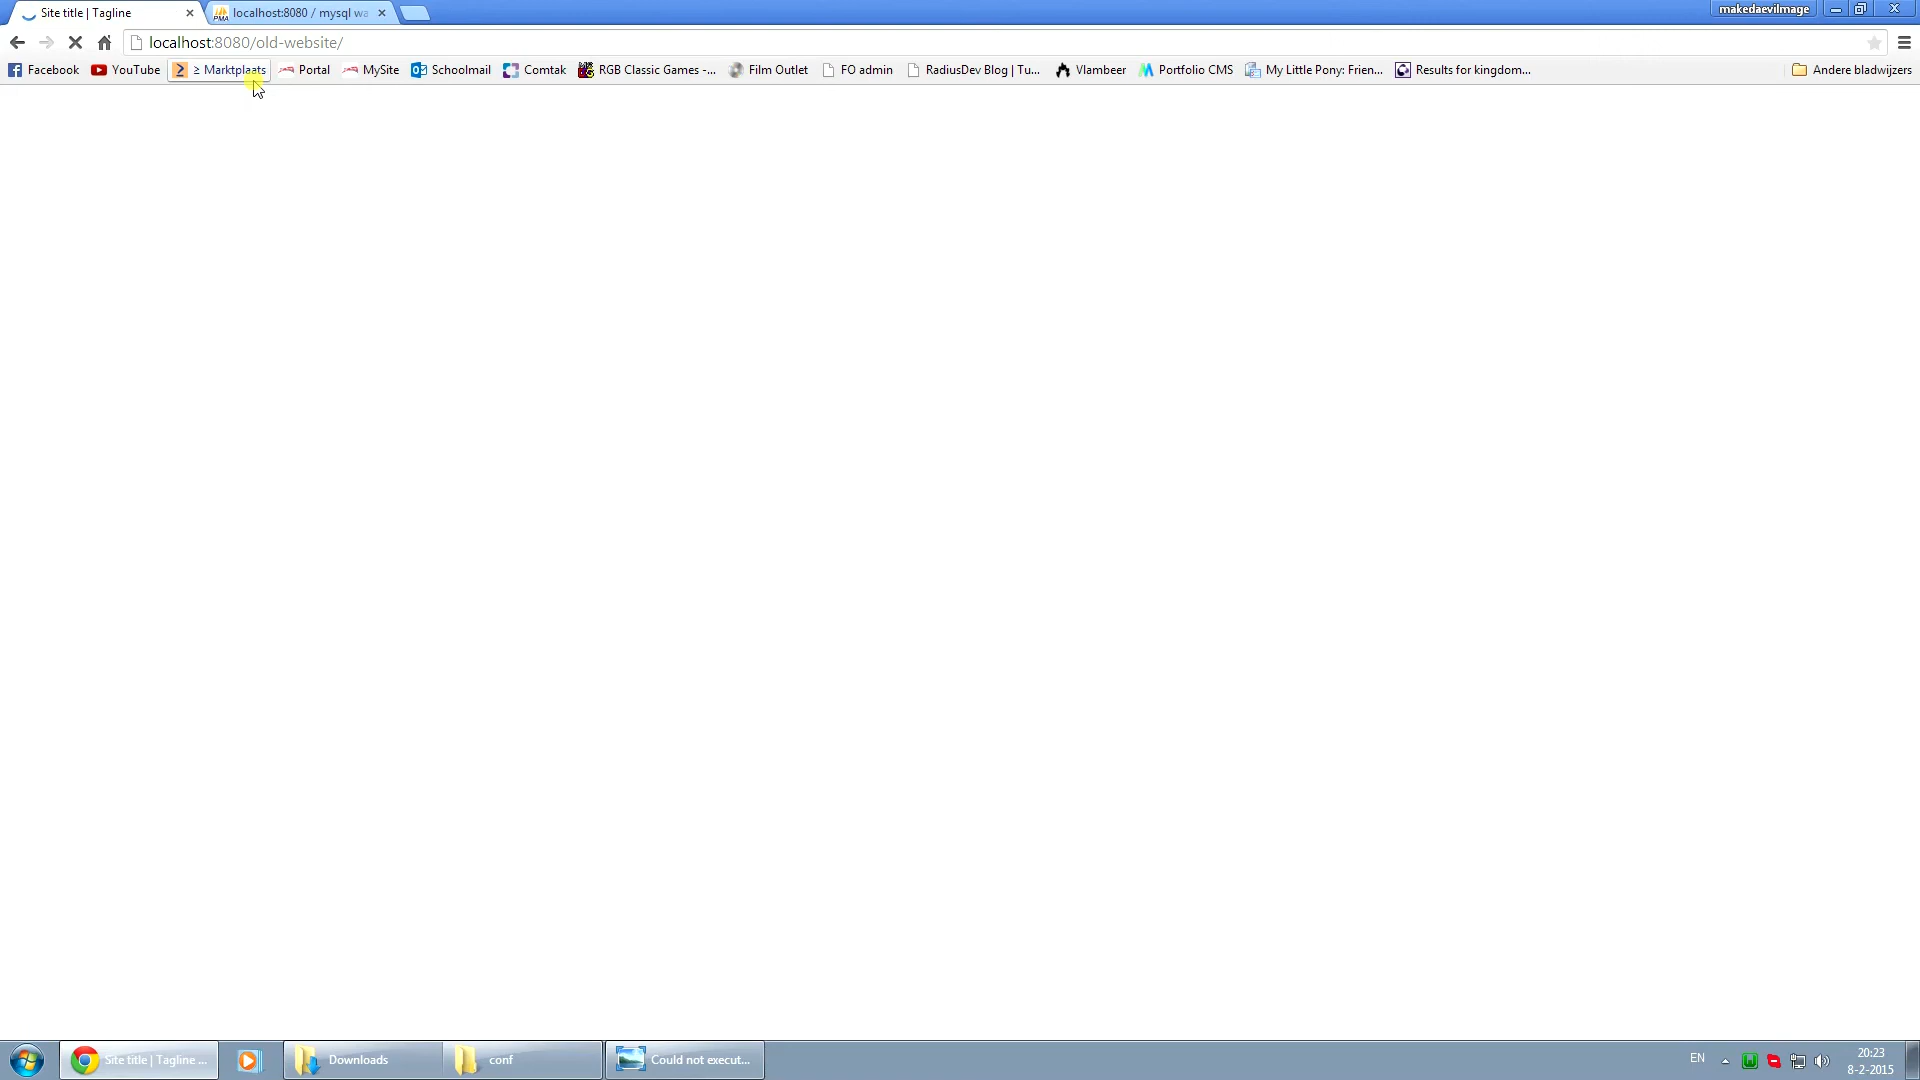 Site title | Tagline
localhost:8080 / mysql wa
makedaevilmage
localhost:8080/old-website/
Facebook
YouTube
≥ Marktplaats
Portal
MySite
Schoolmail
Comtak
RGB Classic Games -...
Film Outlet
FO admin
RadiusDev Blog | Tu...
Vlambeer
Portfolio CMS
My Little Pony: Frien...
Results for kingdom...
Andere bladwijzers
Site title | Tagline ...
Downloads
conf
Could not execut...
EN
20:23
8-2-2015